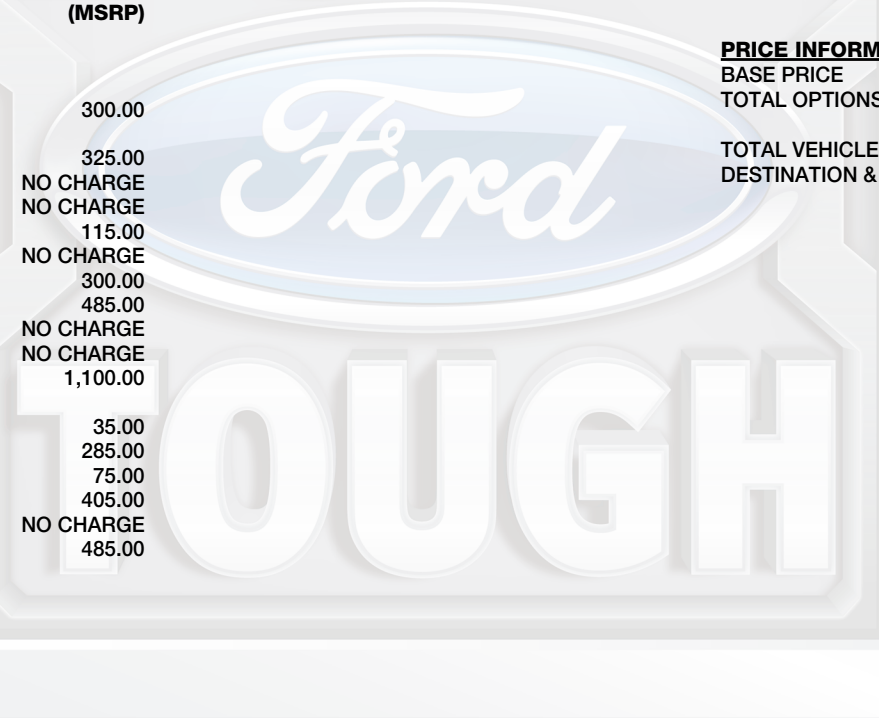 (MSRP)
300.00
325.00
NO CHARGE
NO CHARGE
115.00
NO CHARGE
300.00
485.00
NO CHARGE
NO CHARGE
1,100.00
35.00
285.00
75.00
405.00
NO CHARGE
485.00
PRICE INFORM
BASE PRICE
TOTAL OPTIONS
TOTAL VEHICLE
DESTINATION &
Ford
TOUGH